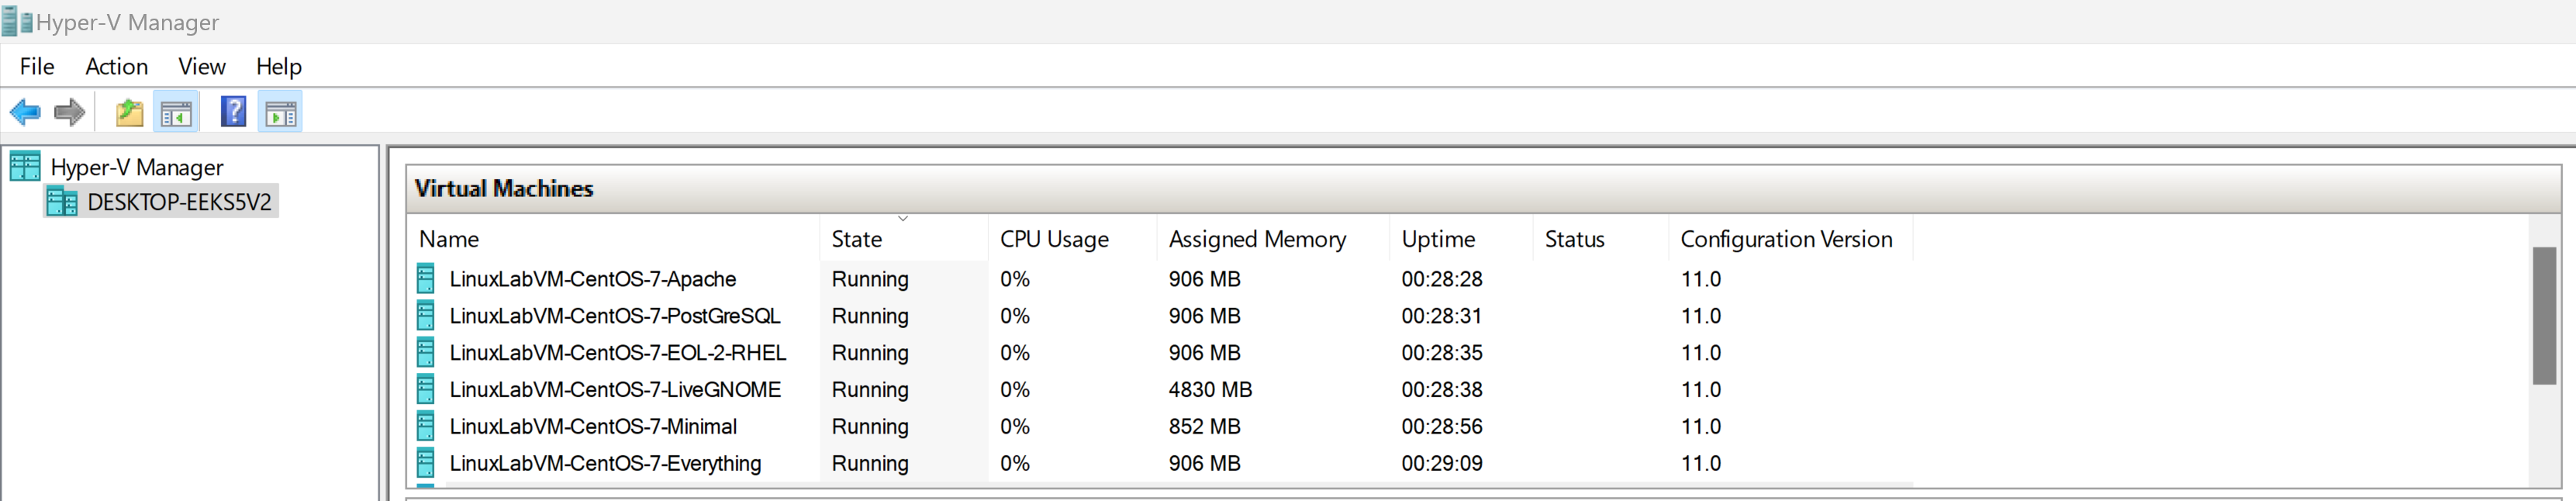 Hyper-V Manager
File Action View Help
Hyper-V Manager
DESKTOP-EEKS5V2
Virtual Machines
Name State CPU Usage Assigned Memory Uptime Status Configuration Version
LinuxLabVM-CentOS-7-Apache Running 0% 906 MB 00:28:28 11.0
LinuxLabVM-CentOS-7-PostGreSQL Running 0% 906 MB 00:28:31 11.0
LinuxLabVM-CentOS-7-EOL-2-RHEL Running 0% 906 MB 00:28:35 11.0
LinuxLabVM-CentOS-7-LiveGNOME Running 0% 4830 MB 00:28:38 11.0
LinuxLabVM-CentOS-7-Minimal Running 0% 852 MB 00:28:56 11.0
LinuxLabVM-CentOS-7-Everything Running 0% 906 MB 00:29:09 11.0